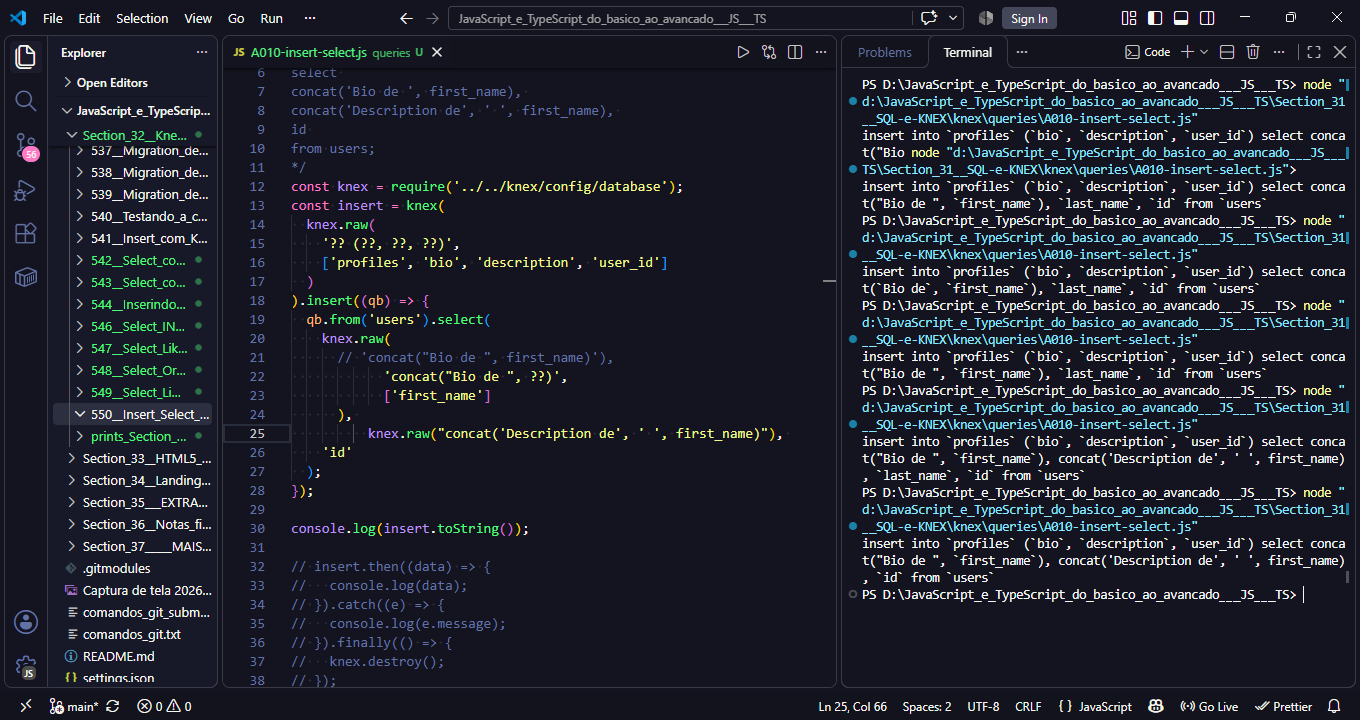 File Edit Selection View Go Run ···
JavaScript_e_TypeScript_do_basico_ao_avancado___JS___TS
Sign In
Explorer ···
Open Editors
JavaScript_e_TypeScrip...
Section_32__Kne...
537__Migration_de...
538__Migration_de...
539__Migration_de...
540__Testando_a_c...
541__Insert_com_K...
542__Select_co...
543__Select_co...
544__Inserindo...
546__Select_IN...
547__Select_Lik...
548__Select_Or...
549__Select_Li...
550__Insert_Select_...
prints_Section_...
Section_33__HTML5_...
Section_34__Landing...
Section_35___EXTRA...
Section_36__Notas_fi...
Section_37_____MAIS...
.gitmodules
Captura de tela 2026...
comandos_git_subm...
comandos_git.txt
README.md
settings.json
56
JS
JS A010-insert-select.js queries U
6 select
7 concat('Bio de ', first_name),
8 concat('Description de', ' ', first_name),
9 id
10 from users;
11 */
12 const knex = require('../../knex/config/database');
13 const insert = knex(
14 knex.raw(
15 '?? (??, ??, ??)',
16 ['profiles', 'bio', 'description', 'user_id']
17 )
18 ).insert((qb) => {
19 qb.from('users').select(
20 knex.raw(
21 // 'concat("Bio de ", first_name)'),
22 'concat("Bio de ", ??)',
23 ['first_name']
24 ),
25 knex.raw("concat('Description de', ' ', first_name)"),
26 'id'
27 );
28 });
29
30 console.log(insert.toString());
31
32 // insert.then((data) => {
33 // console.log(data);
34 // }).catch((e) => {
35 // console.log(e.message);
36 // }).finally(() => {
37 // knex.destroy();
38 // });
Problems Terminal ··· Code
PS D:\JavaScript_e_TypeScript_do_basico_ao_avancado___JS___TS> node "
d:\JavaScript_e_TypeScript_do_basico_ao_avancado___JS___TS\Section_31
__SQL-e-KNEX\knex\queries\A010-insert-select.js"
insert into `profiles` (`bio`, `description`, `user_id`) select conca
t("Bio node "d:\JavaScript_e_TypeScript_do_basico_ao_avancado___JS___
TS\Section_31__SQL-e-KNEX\knex\queries\A010-insert-select.js">
insert into `profiles` (`bio`, `description`, `user_id`) select conca
t("Bio de ", `first_name`), `last_name`, `id` from `users`
PS D:\JavaScript_e_TypeScript_do_basico_ao_avancado___JS___TS> node "
d:\JavaScript_e_TypeScript_do_basico_ao_avancado___JS___TS\Section_31
__SQL-e-KNEX\knex\queries\A010-insert-select.js"
insert into `profiles` (`bio`, `description`, `user_id`) select conca
t(`Bio de`, `first_name`), `last_name`, `id` from `users`
PS D:\JavaScript_e_TypeScript_do_basico_ao_avancado___JS___TS> node "
d:\JavaScript_e_TypeScript_do_basico_ao_avancado___JS___TS\Section_31
__SQL-e-KNEX\knex\queries\A010-insert-select.js"
insert into `profiles` (`bio`, `description`, `user_id`) select conca
t("Bio de ", `first_name`), `last_name`, `id` from `users`
PS D:\JavaScript_e_TypeScript_do_basico_ao_avancado___JS___TS> node "
d:\JavaScript_e_TypeScript_do_basico_ao_avancado___JS___TS\Section_31
__SQL-e-KNEX\knex\queries\A010-insert-select.js"
insert into `profiles` (`bio`, `description`, `user_id`) select conca
t("Bio de ", `first_name`), concat('Description de', ' ', first_name)
, `last_name`, `id` from `users`
PS D:\JavaScript_e_TypeScript_do_basico_ao_avancado___JS___TS> node "
d:\JavaScript_e_TypeScript_do_basico_ao_avancado___JS___TS\Section_31
__SQL-e-KNEX\knex\queries\A010-insert-select.js"
insert into `profiles` (`bio`, `description`, `user_id`) select conca
t("Bio de ", `first_name`), concat('Description de', ' ', first_name)
, `id` from `users`
PS D:\JavaScript_e_TypeScript_do_basico_ao_avancado___JS___TS>
main* 0 0 Ln 25, Col 66 Spaces: 2 UTF-8 CRLF { } JavaScript Go Live Prettier